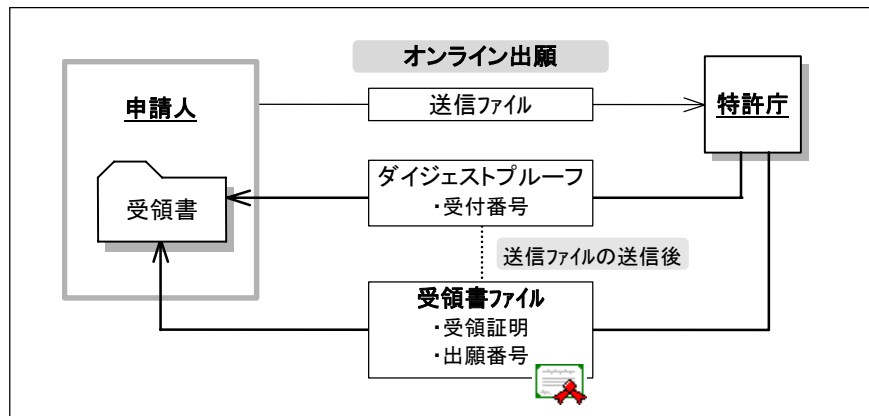 オンライン出願
申請人
送信ファイル
特許庁
受領書
ダイジェストプルーフ
・受付番号
送信ファイルの送信後
受領書ファイル
・受領証明
・出願番号